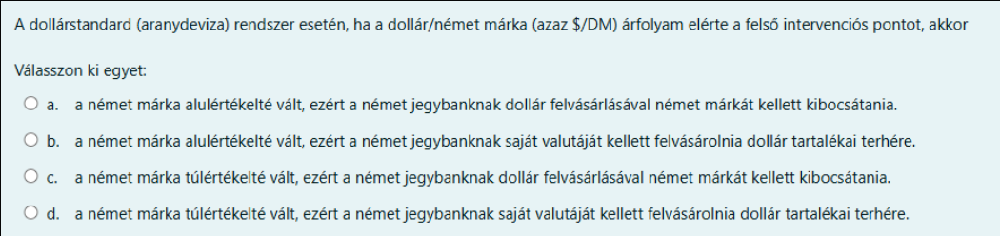 A dollárstandard (aranydeviza) rendszer esetén, ha a dollár/német márka (azaz $/DM) árfolyam elérte a felső intervenciós pontot, akkor
Válasszon ki egyet:
a. a német márka alulértékelté vált, ezért a német jegybanknak dollár felvásárlásával német márkát kellett kibocsátania.
b. a német márka alulértékelté vált, ezért a német jegybanknak saját valutáját kellett felvásárolnia dollár tartalékai terhére.
c. a német márka túlértékelté vált, ezért a német jegybanknak dollár felvásárlásával német márkát kellett kibocsátania.
d. a német márka túlértékelté vált, ezért a német jegybanknak saját valutáját kellett felvásárolnia dollár tartalékai terhére.